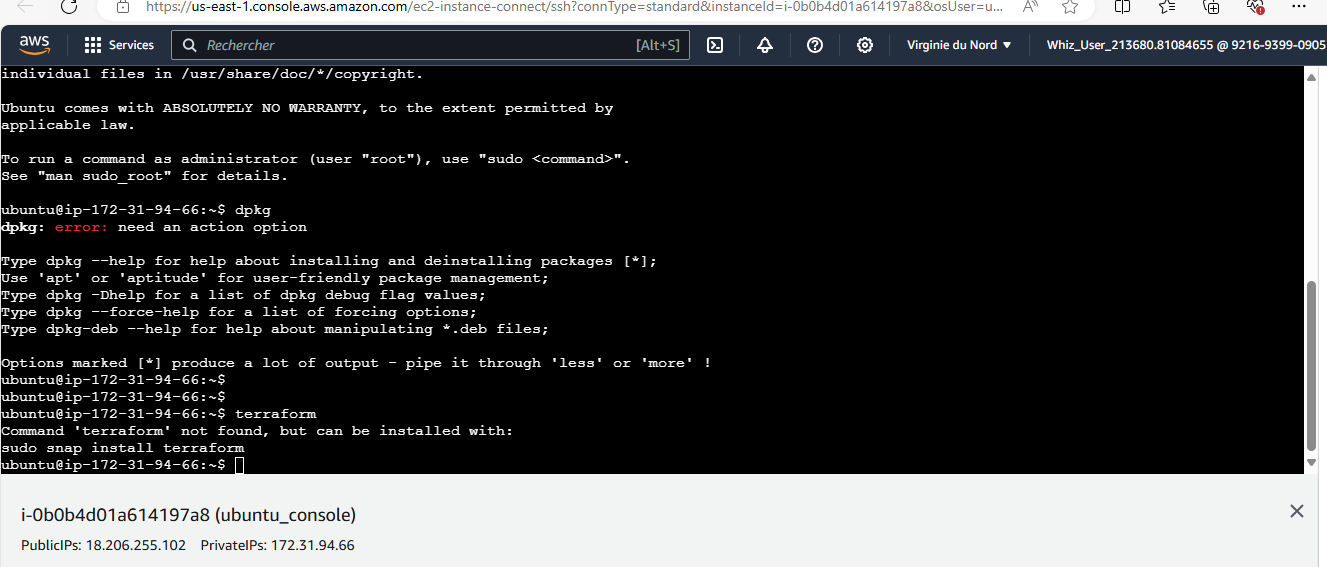 https://us-east-1.console.aws.amazon.com/ec2-instance-connect/ssh?connType=standard&instanceId=i-0b0b4d01a614197a8&osUser=u...
aws Services Rechercher [Alt+S] Virginie du Nord Whiz_User_213680.81084655 @ 9216-9399-0905
individual files in /usr/share/doc/*/copyright.
Ubuntu comes with ABSOLUTELY NO WARRANTY, to the extent permitted by
applicable law.
To run a command as administrator (user "root"), use "sudo <command>".
See "man sudo_root" for details.
ubuntu@ip-172-31-94-66:~$ dpkg
dpkg: error: need an action option
Type dpkg --help for help about installing and deinstalling packages [*];
Use 'apt' or 'aptitude' for user-friendly package management;
Type dpkg -Dhelp for a list of dpkg debug flag values;
Type dpkg --force-help for a list of forcing options;
Type dpkg-deb --help for help about manipulating *.deb files;
Options marked [*] produce a lot of output - pipe it through 'less' or 'more' !
ubuntu@ip-172-31-94-66:~$
ubuntu@ip-172-31-94-66:~$
ubuntu@ip-172-31-94-66:~$ terraform
Command 'terraform' not found, but can be installed with:
sudo snap install terraform
ubuntu@ip-172-31-94-66:~$
i-0b0b4d01a614197a8 (ubuntu_console)
PublicIPs: 18.206.255.102 PrivateIPs: 172.31.94.66